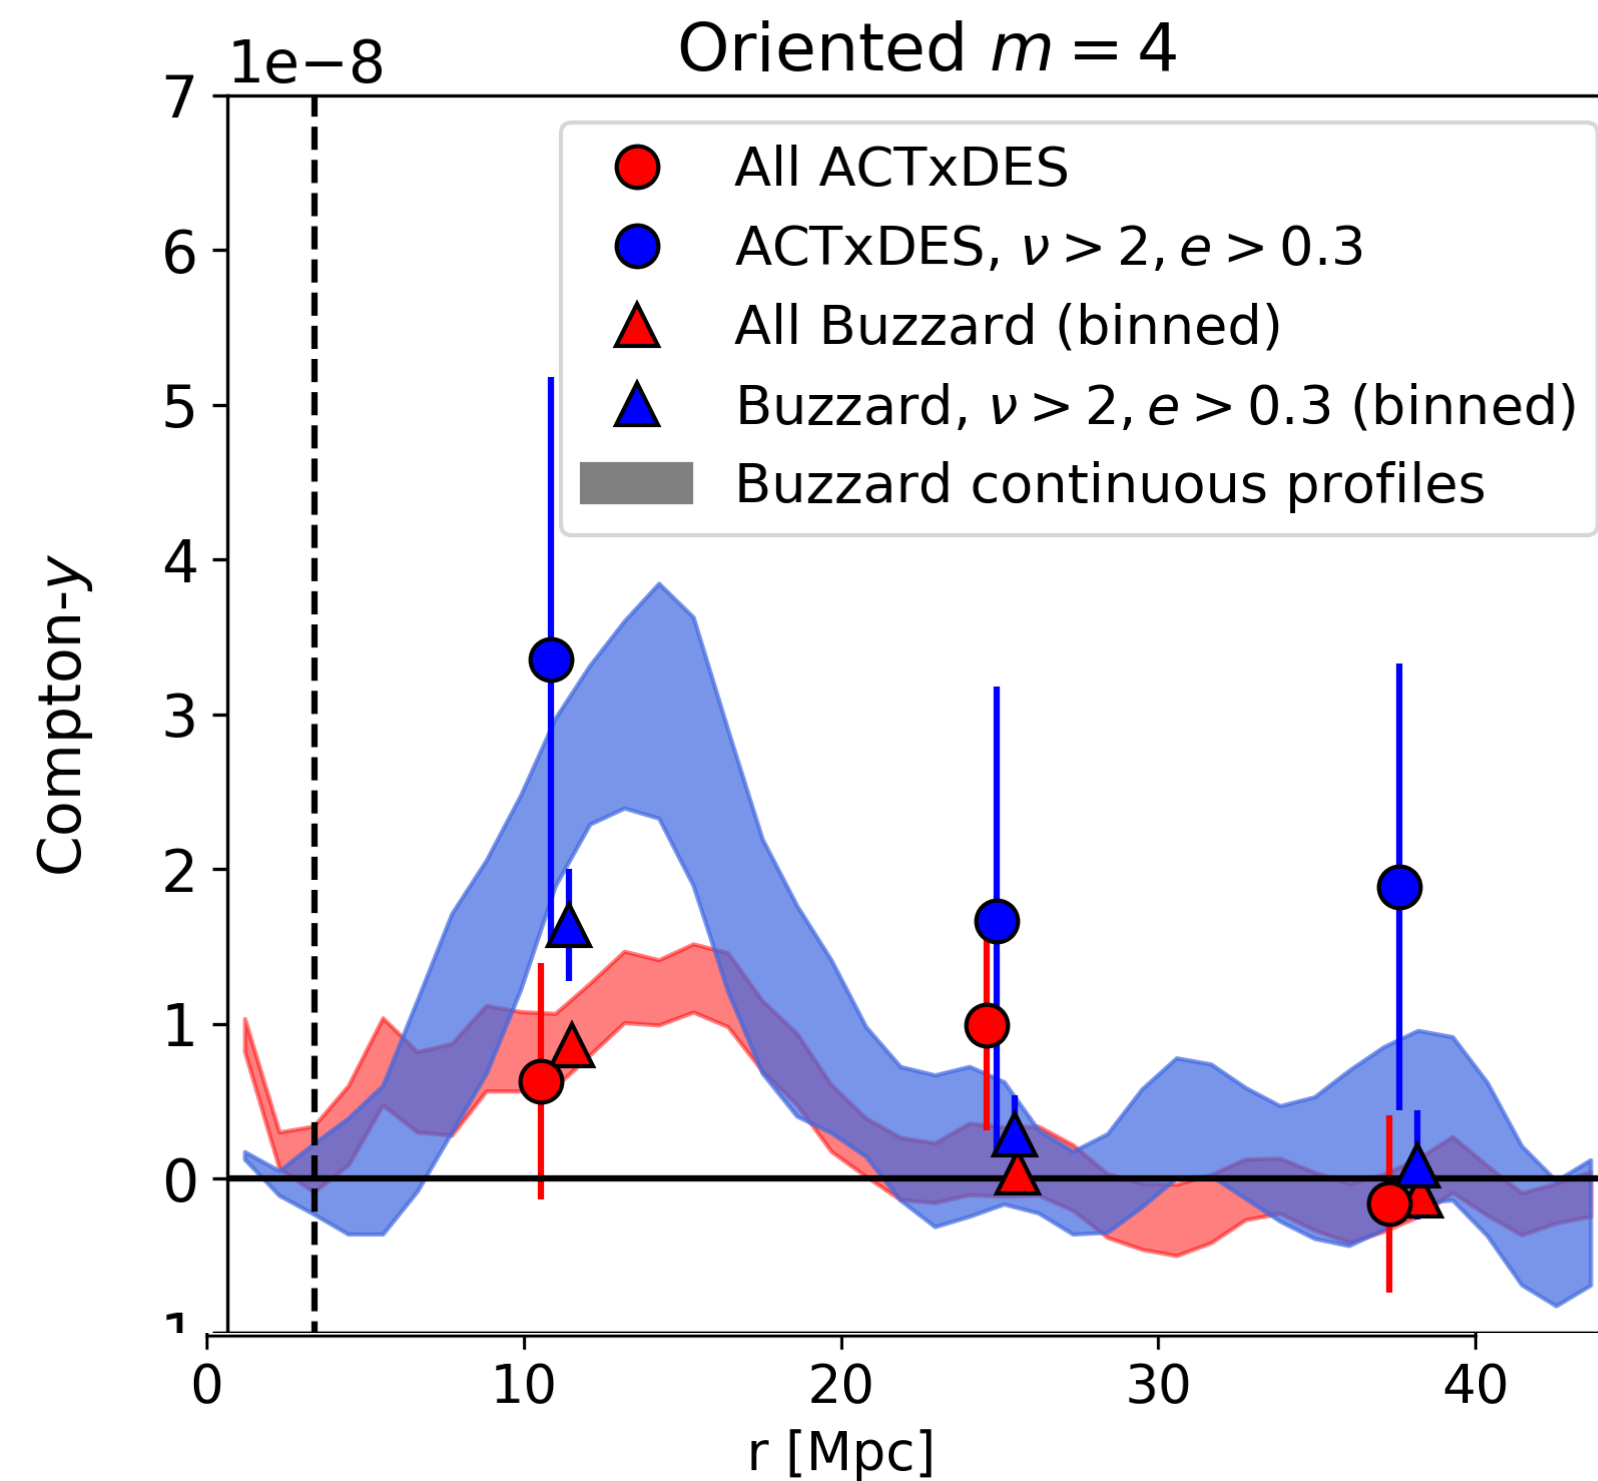 Oriented m = 4
1e−8
7
6
5
4
3
2
1
0
1
Compton-y
All ACTxDES
ACTxDES, ν > 2, e > 0.3
All Buzzard (binned)
Buzzard, ν > 2, e > 0.3 (binned)
Buzzard continuous profiles
0 10 20 30 40
r [Mpc]